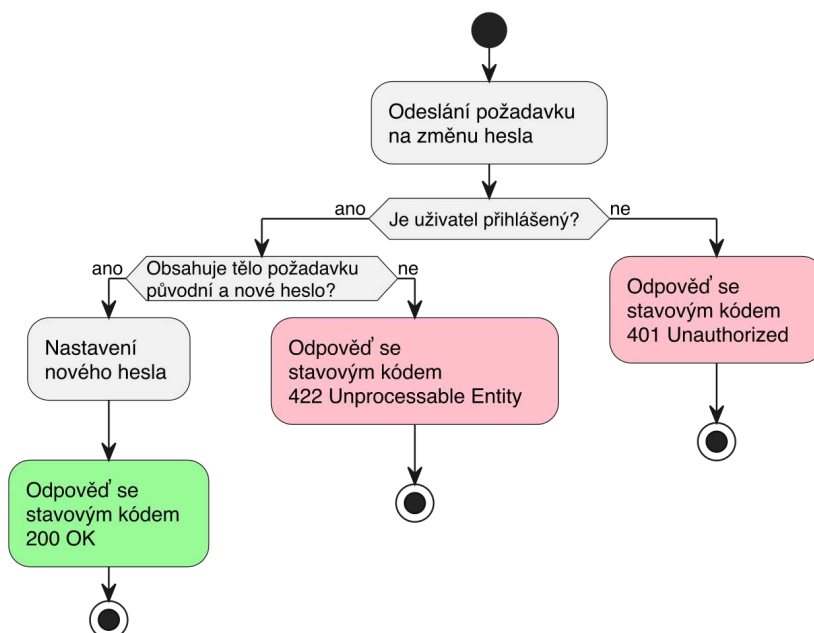 Odeslání požadavku
na změnu hesla
ano
Je uživatel přihlášený?
ne
ano
Obsahuje tělo požadavku
původní a nové heslo?
ne
Odpověď se
stavovým kódem
401 Unauthorized
Nastavení
nového hesla
Odpověď se
stavovým kódem
422 Unprocessable Entity
Odpověď se
stavovým kódem
200 OK